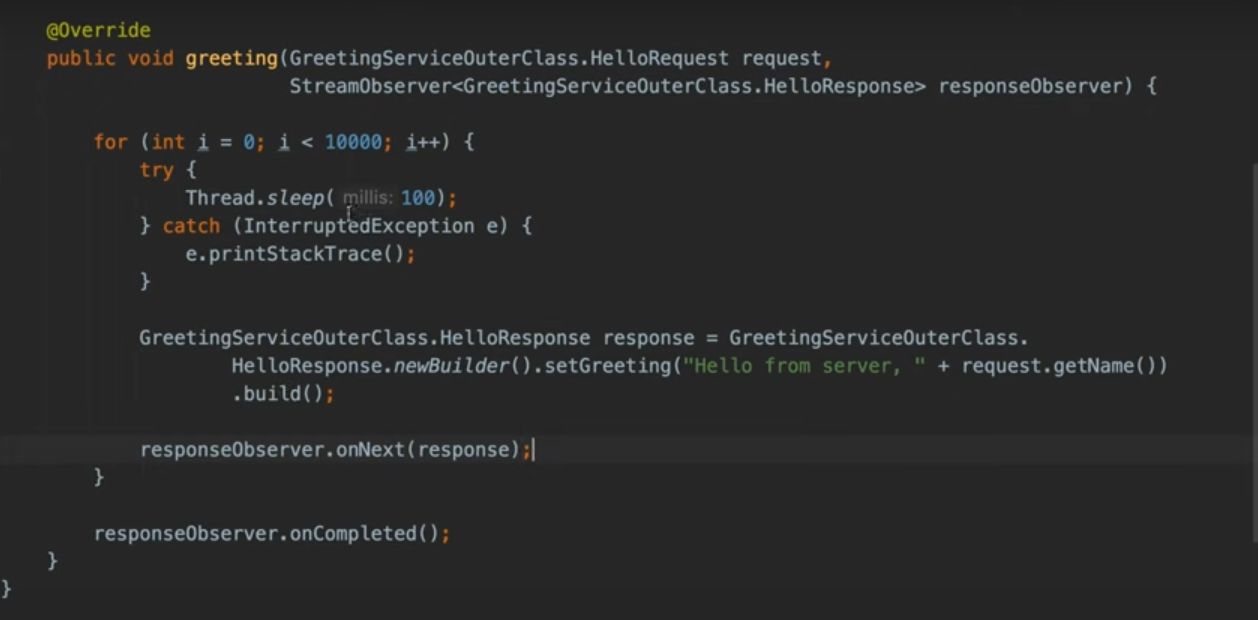 @Override
public void greeting(GreetingServiceOuterClass.HelloRequest request,
StreamObserver<GreetingServiceOuterClass.HelloResponse> responseObserver) {
for (int i = 0; i < 10000; i++) {
try {
Thread.sleep( millis: 100);
} catch (InterruptedException e) {
e.printStackTrace();
}
GreetingServiceOuterClass.HelloResponse response = GreetingServiceOuterClass.
HelloResponse.newBuilder().setGreeting("Hello from server, " + request.getName())
.build();
responseObserver.onNext(response);
}
responseObserver.onCompleted();
}
}